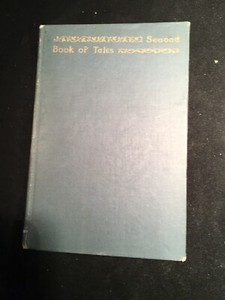 Second
Book of Tales